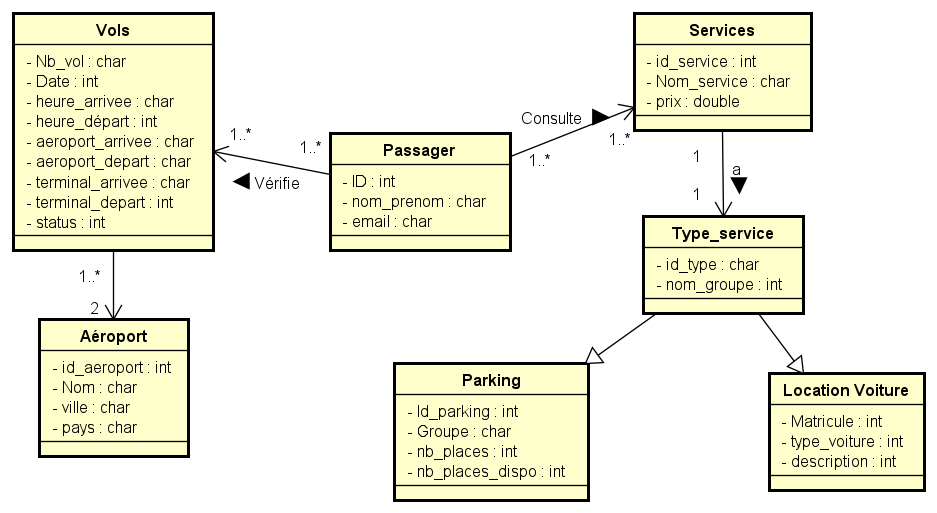 Vols
- Nb_vol : char
- Date : int
- heure_arrivee : char
- heure_départ : int
- aeroport_arrivee : char
- aeroport_depart : char
- terminal_arrivee : char
- terminal_depart : int
- status : int
1..*
1..*
Vérifie
Passager
- ID : int
- nom_prenom : char
- email : char
Consulte
1..*
1..*
Services
- id_service : int
- Nom_service : char
- prix : double
1
a
1
Type_service
- id_type : char
- nom_groupe : int
1..*
2
Aéroport
- id_aeroport : int
- Nom : char
- ville : char
- pays : char
Parking
- Id_parking : int
- Groupe : char
- nb_places : int
- nb_places_dispo : int
Location Voiture
- Matricule : int
- type_voiture : int
- description : int